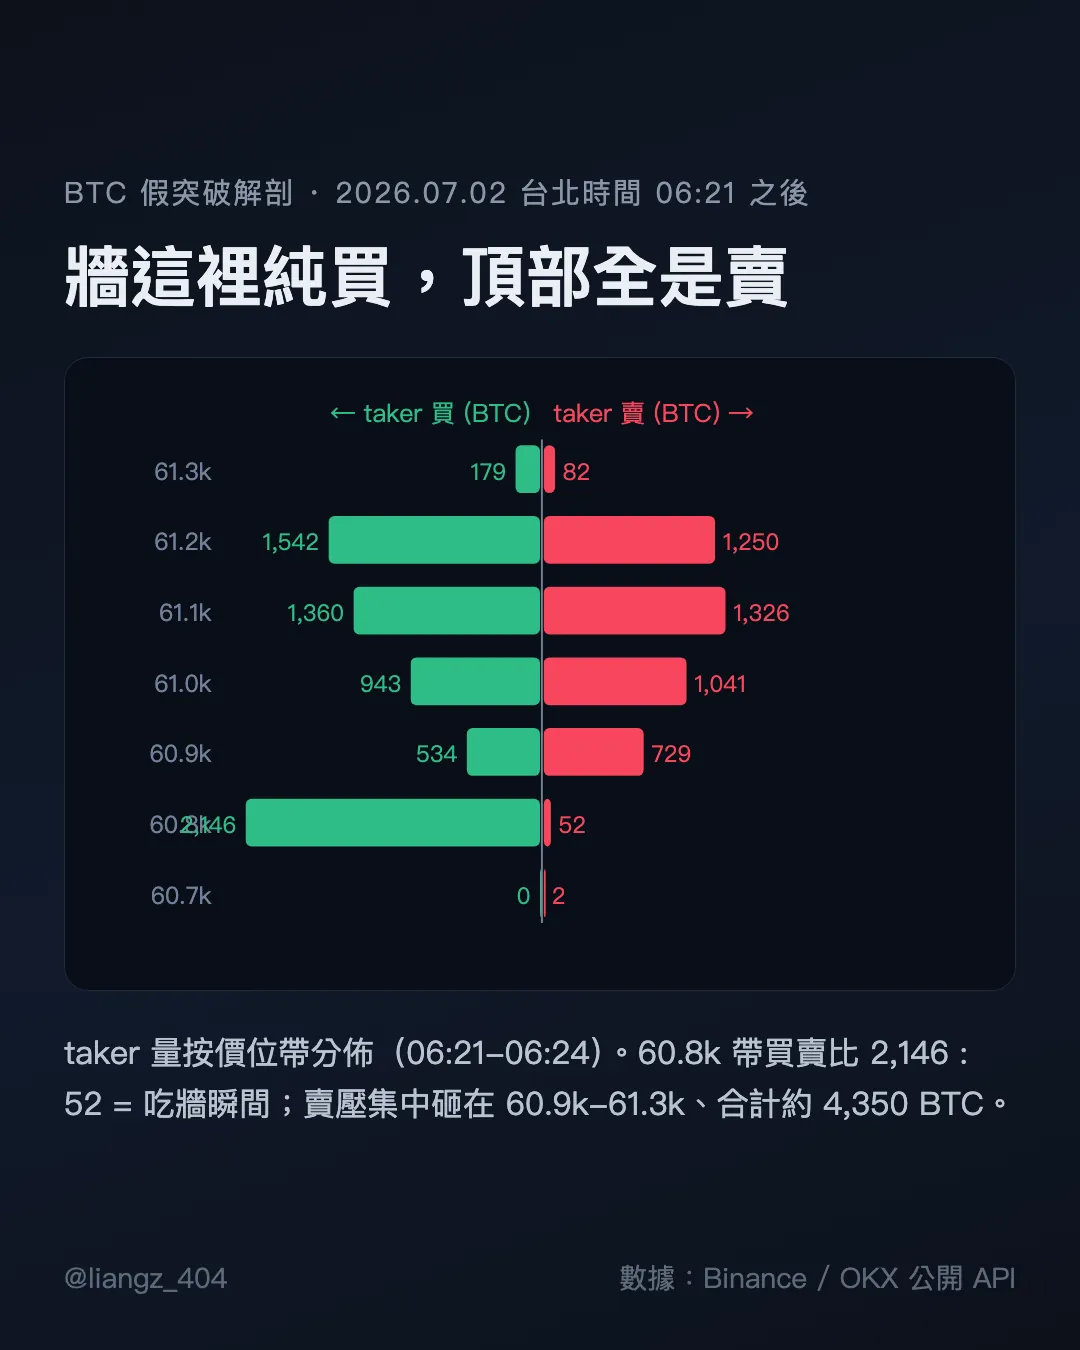 BTC 假突破解剖 · 2026.07.02 台北時間 06:21 之後
牆這裡純買，頂部全是賣
← taker 買 (BTC) taker 賣 (BTC) →
61.3k 179 82
61.2k 1,542 1,250
61.1k 1,360 1,326
61.0k 943 1,041
60.9k 534 729
60.8k 2,146 52
60.7k 0 2
taker 量按價位帶分佈（06:21–06:24）。60.8k 帶買賣比 2,146 :
52 = 吃牆瞬間；賣壓集中砸在 60.9k–61.3k、合計約 4,350 BTC。
@liangz_404 數據：Binance / OKX 公開 API